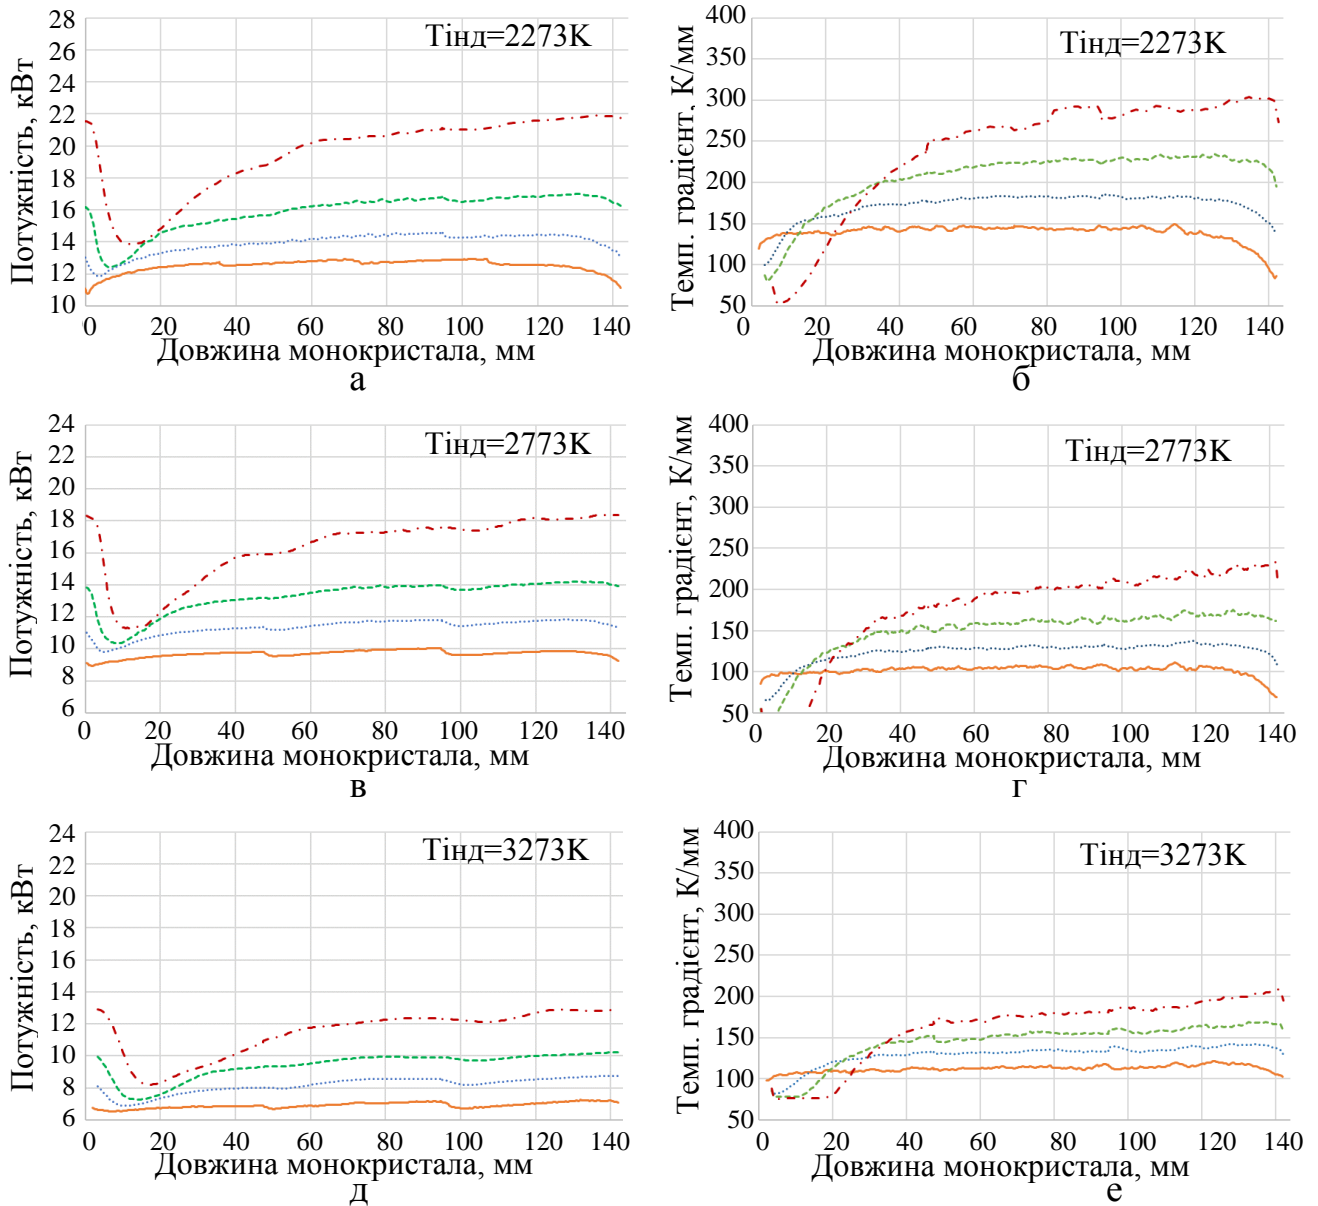 Потужність, кВт
28
26
24
22
20
18
16
14
12
10
Тінд=2273K
0 20 40 60 80 100 120 140
Довжина монокристала, мм
а
Темп. градієнт, К/мм
400
350
300
250
200
150
100
50
Тінд=2273K
0 20 40 60 80 100 120 140
Довжина монокристала, мм
б
Потужність, кВт
24
22
20
18
16
14
12
10
8
6
Тінд=2773K
0 20 40 60 80 100 120 140
Довжина монокристала, мм
в
Темп. градієнт, К/мм
400
350
300
250
200
150
100
50
Тінд=2773K
0 20 40 60 80 100 120 140
Довжина монокристала, мм
г
Потужність, кВт
24
22
20
18
16
14
12
10
8
6
Тінд=3273K
0 20 40 60 80 100 120 140
Довжина монокристала, мм
д
Темп. градієнт, К/мм
400
350
300
250
200
150
100
50
Тінд=3273K
0 20 40 60 80 100 120 140
Довжина монокристала, мм
е